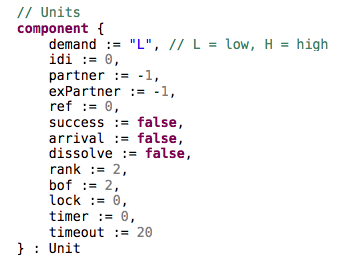 // Units
component {
demand := "L", // L = low, H = high
idi := 0,
partner := -1,
exPartner := -1,
ref := 0,
success := false,
arrival := false,
dissolve := false,
rank := 2,
bof := 2,
lock := 0,
timer := 0,
timeout := 20
} : Unit